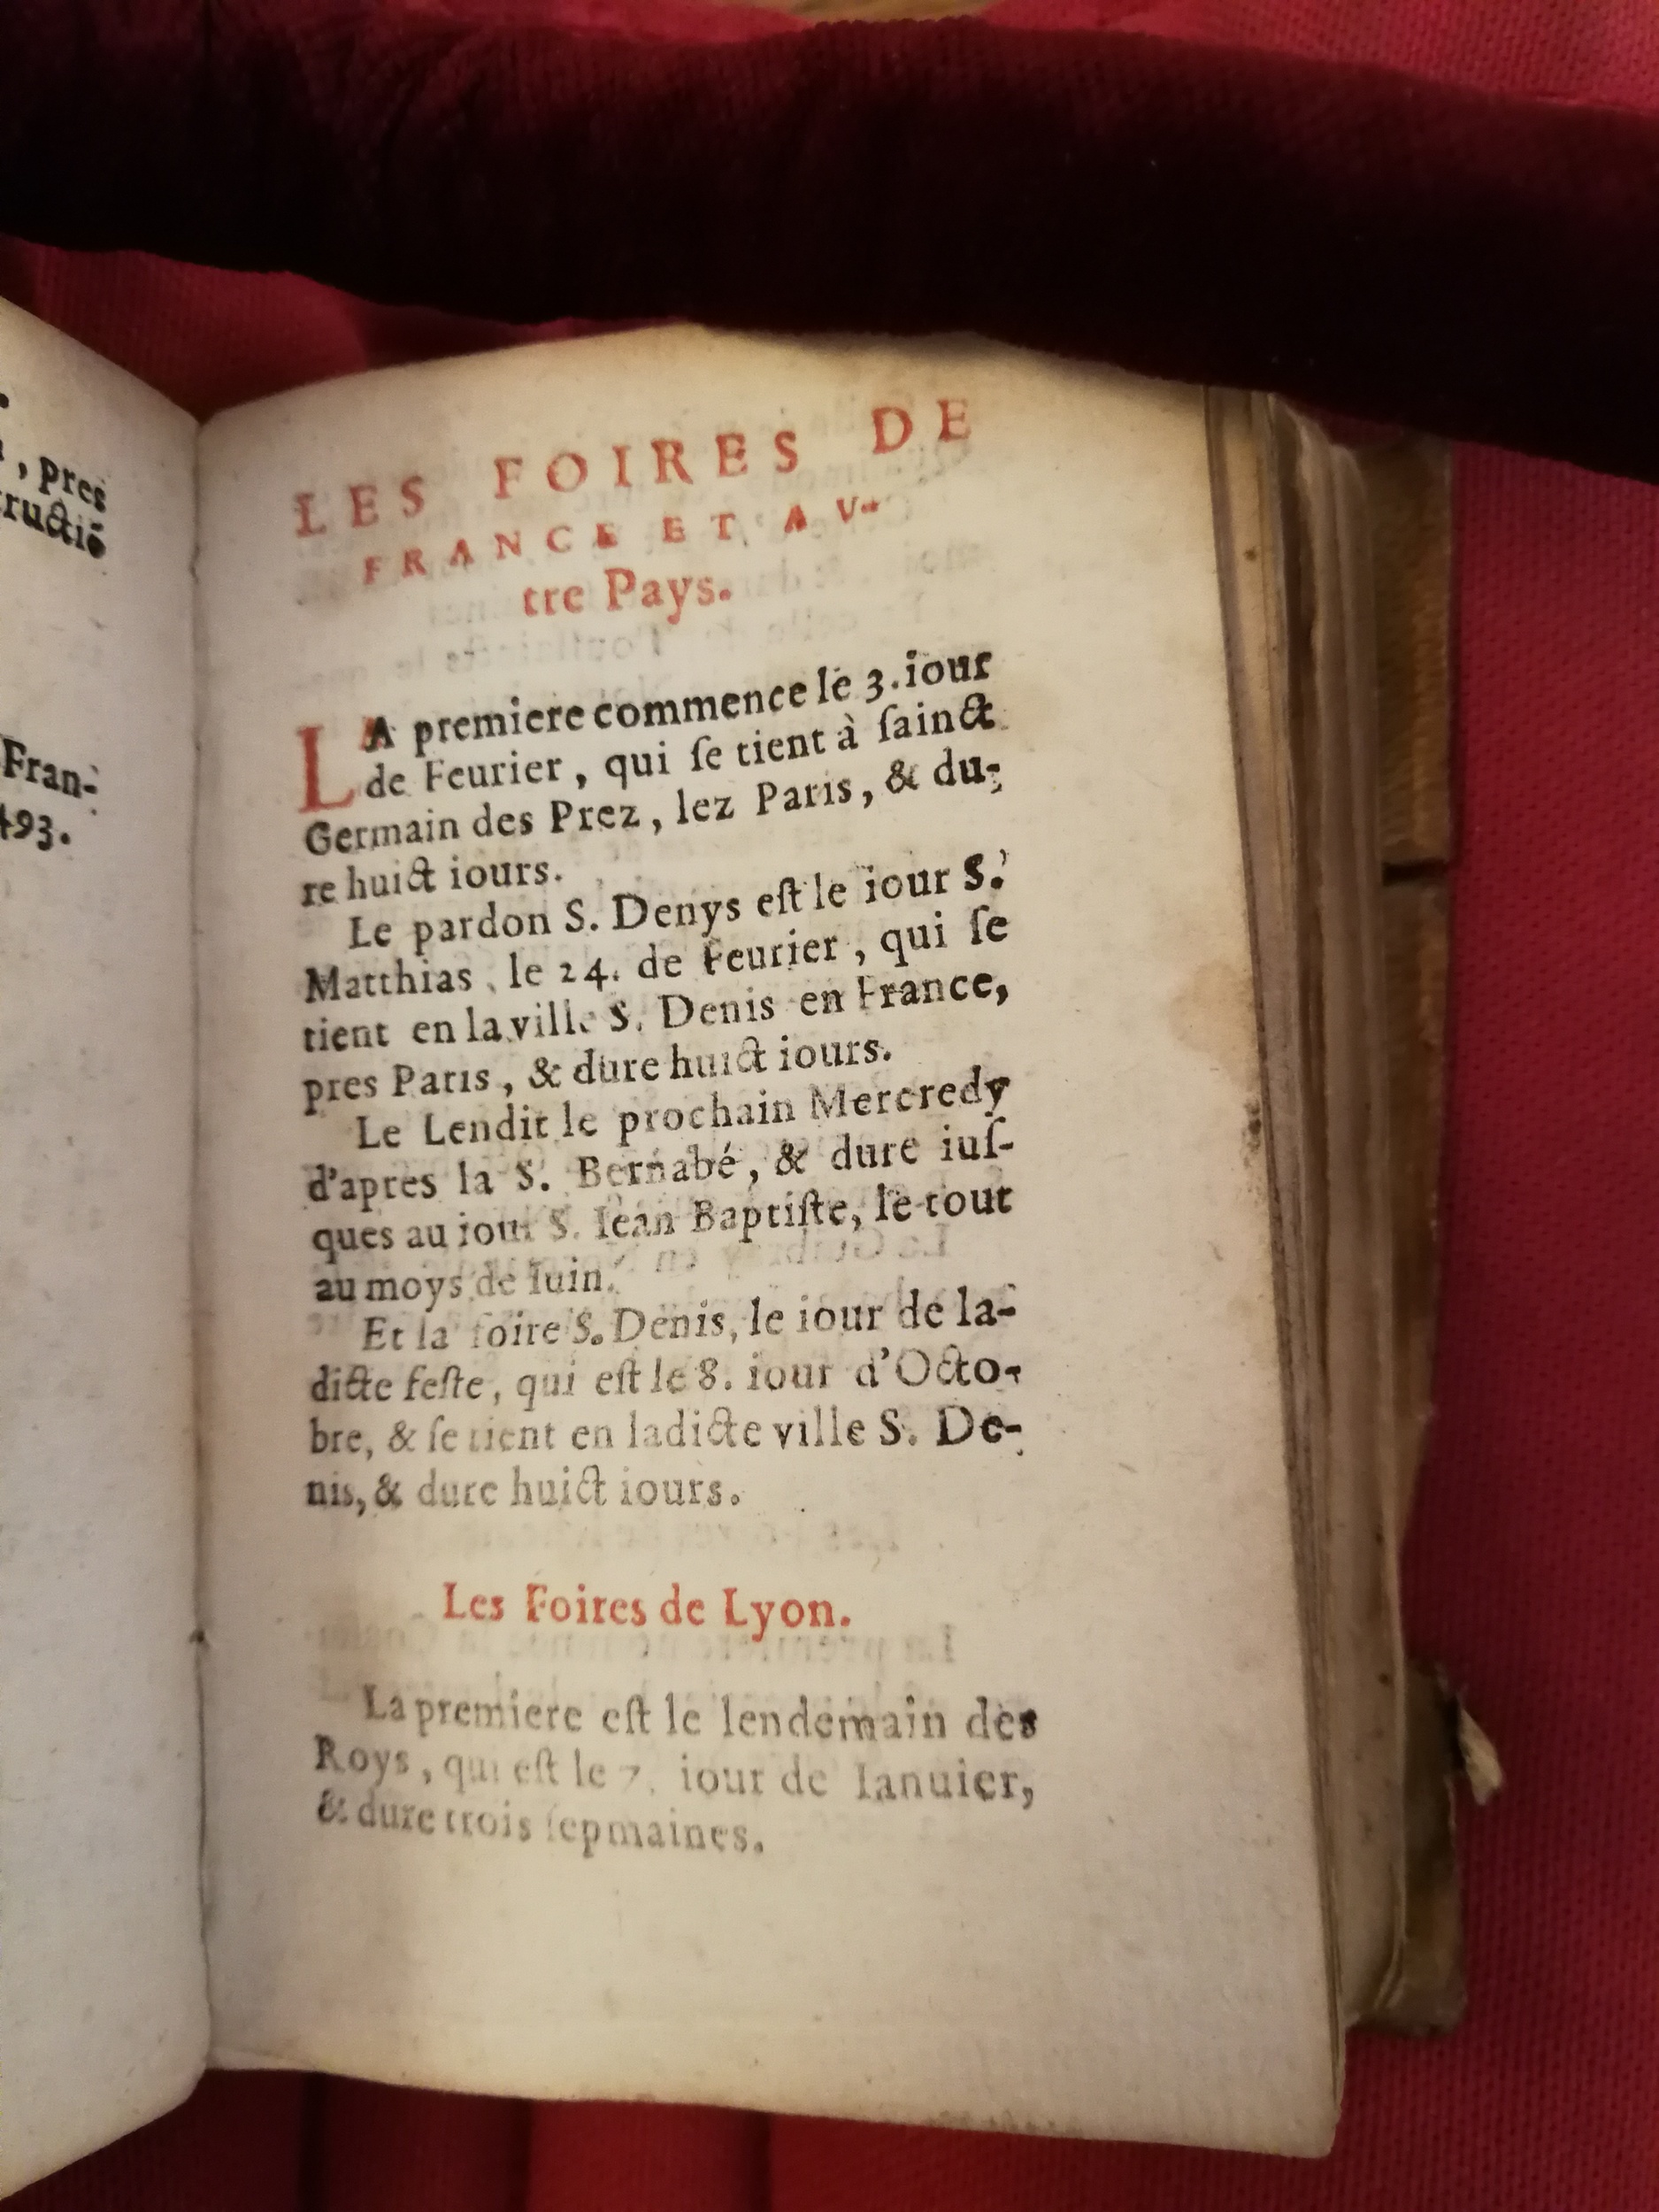 , pres
ructiō
Fran-
493.
LES FOIRES DE
FRANCE ET AV-
tre Pays.
LA premiere commence le 3. iour
de Feurier, qui ſe tient à ſainct
Germain des Prez, lez Paris, & du-
re huict iours.
Le pardon S. Denys eſt le iour S.
Matthias, le 24. de Feurier, qui ſe
tient en la ville S. Denis en France,
pres Paris, & dure huict iours.
Le Lendit le prochain Mercredy
d'apres la S. Bernabé, & dure iuſ-
ques au iour S. Iean Baptiſte, le tout
au moys de Iuin.
Et la foire S. Denis, le iour de la-
dicte feſte, qui eſt le 8. iour d'Octo-
bre, & ſe tient en ladicte ville S. De-
nis, & dure huict iours.
Les Foires de Lyon.
La premiere eſt le lendemain des
Roys, qui eſt le 7. iour de Ianuier,
& dure trois ſepmaines.